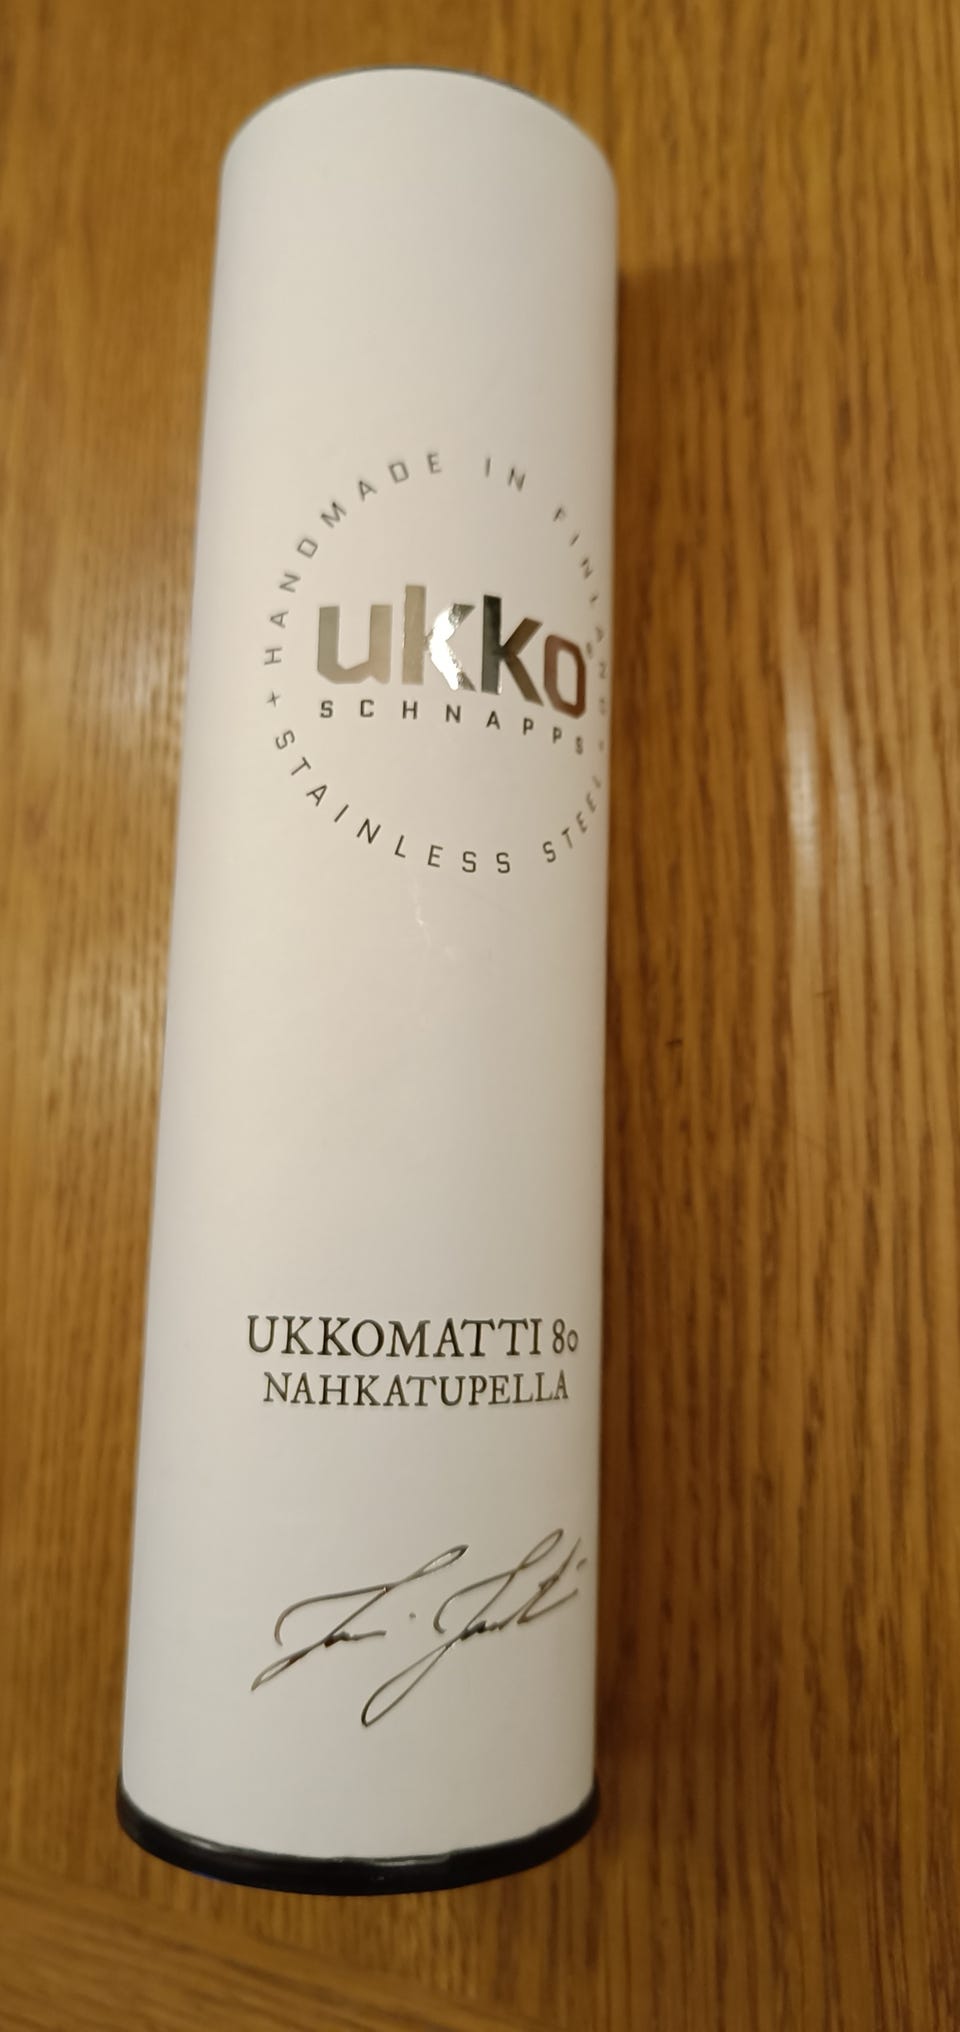 HANDMADE IN FINLAND
ukko
SCHNAPPS
+ STAINLESS STEEL
UKKOMATTI 80
NAHKATUPELLA